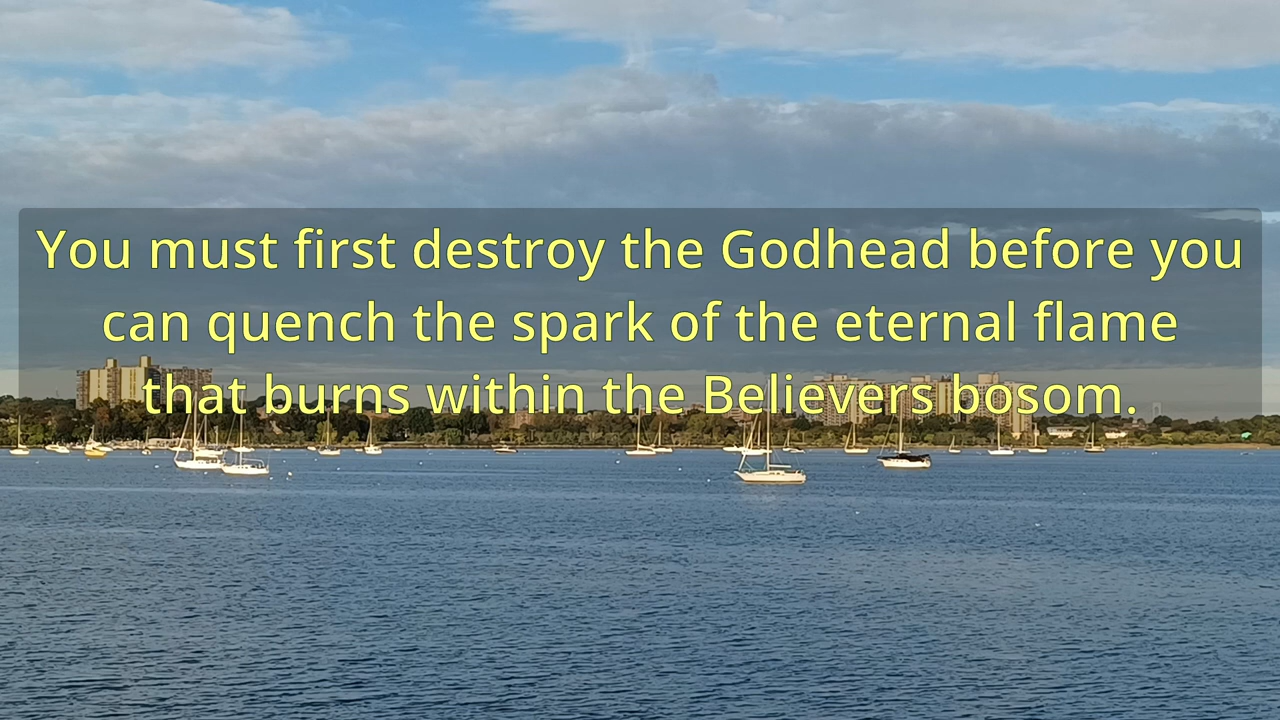 You must first destroy the Godhead before you
can quench the spark of the eternal flame
that burns within the Believers bosom.